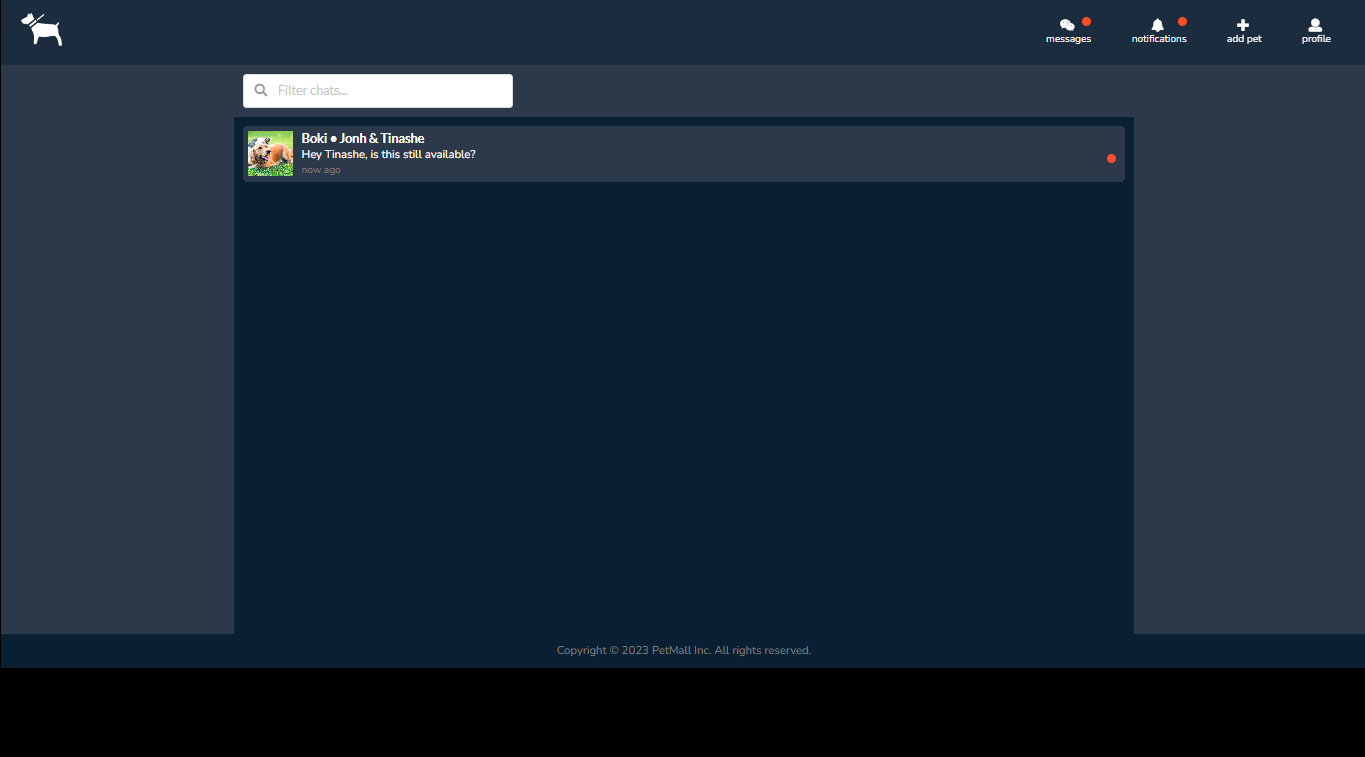 messages
notifications
add pet
profile
Filter chats...
Boki ● Jonh & Tinashe
Hey Tinashe, is this still available?
now ago
Copyright © 2023 PetMall Inc. All rights reserved.